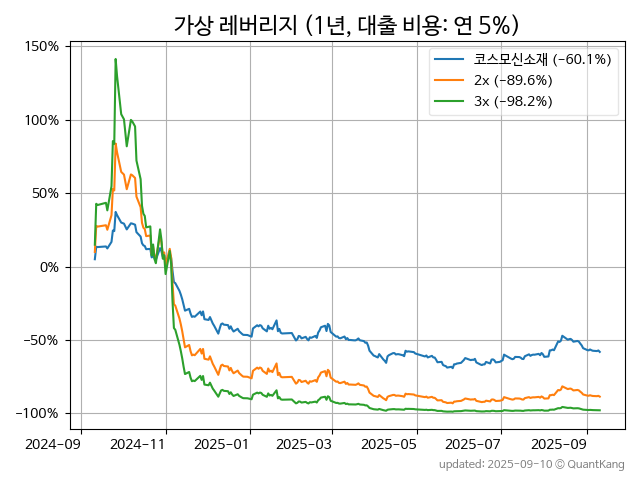 가상 레버리지 (1년, 대출 비용: 연 5%)
코스모신소재 (−60.1%)
2x (−89.6%)
3x (−98.2%)
150%
100%
50%
0%
−50%
−100%
2024-09
2024-11
2025-01
2025-03
2025-05
2025-07
2025-09
updated: 2025-09-10 © QuantKang